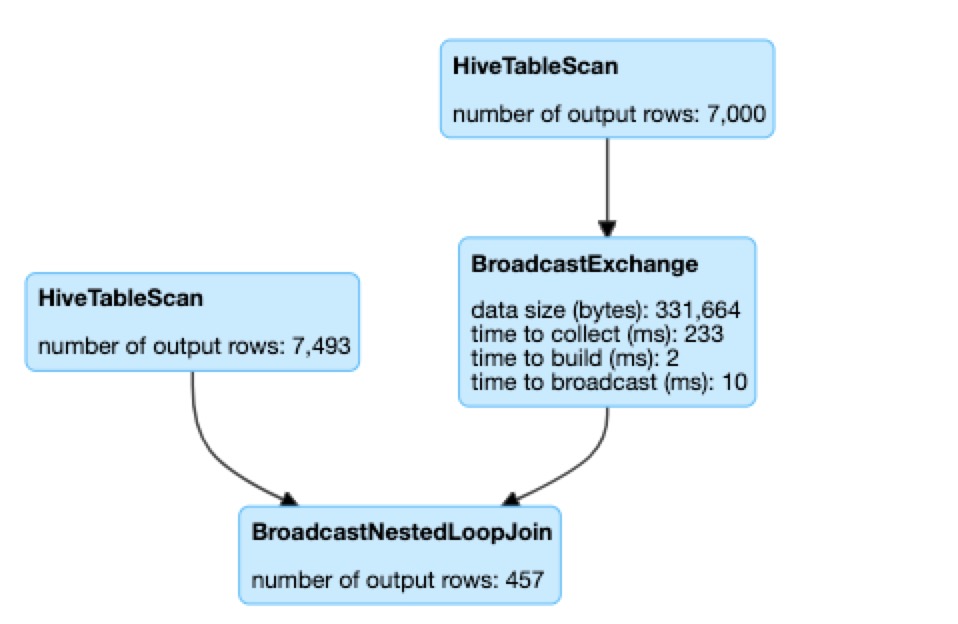 HiveTableScan
number of output rows: 7,000
BroadcastExchange
data size (bytes): 331,664
time to collect (ms): 233
time to build (ms): 2
time to broadcast (ms): 10
HiveTableScan
number of output rows: 7,493
BroadcastNestedLoopJoin
number of output rows: 457